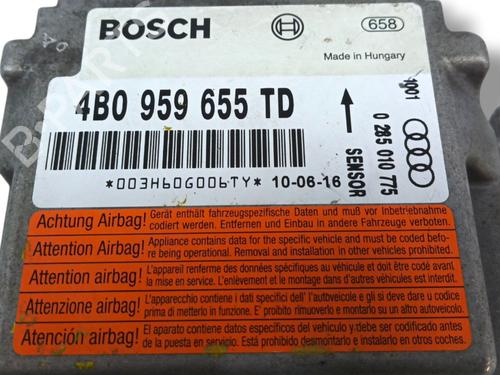 BOSCH
658
Made in Hungary
4B0 959 655 TD
*003H60G006TY* 10-06-16
SENSOR
1001
0 285 010 775
Achtung Airbag! Gerät enthält fahrzeugspezifische Daten und muß vor Inbetriebnahme
codiert werden. Entfernen und Einbau in andere Fahrzeuge verboten.
Attention Airbag! Appliance contains data for the specific vehicle and must be coded befo-
re being operational. Removal and installation in other vehicles prohibited.
Attention airbag! L'appareil renferme des données spécifiques au véhicule et doit être codé avant
la mise en service. L'enlèvement et le montage dans d'autres véhicules est interdit.
Attenzione airbag! L'apparecchio contiene i dati specifici dell' l'autoveicolo e gli si deve dare u codice
prima di metterlo in funzione. E' proibito rimuoverlo e montarlo su un altro autoveicolo.
Atención airbag! El aparato contiene datos específicos del vehículo y debe ser codificado antes
de la puesta en servicio. Está prohibido desmontarlo e instalarlo en otros coches.